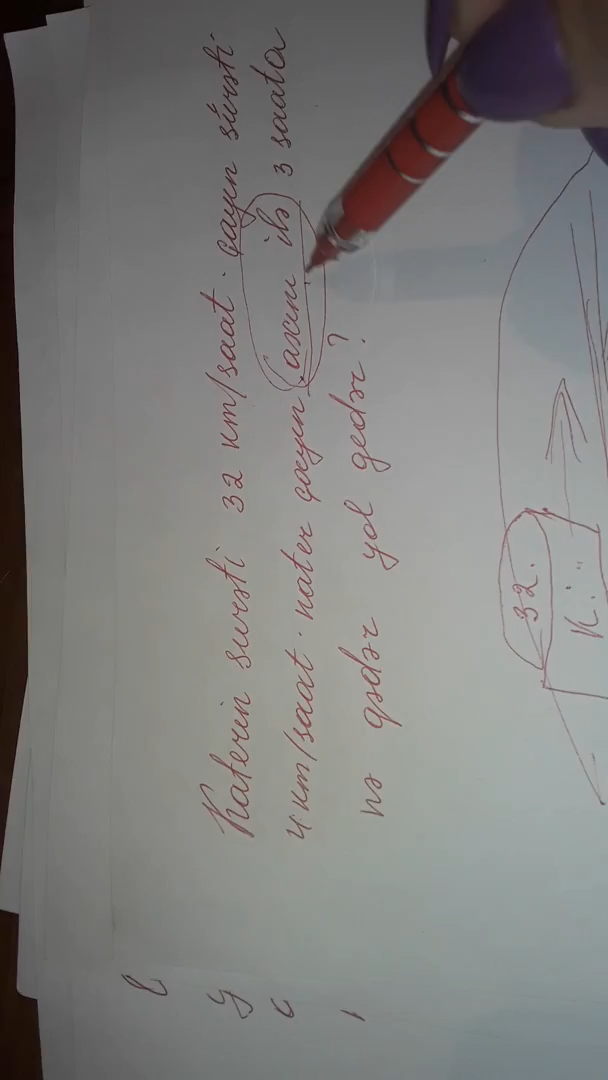 Katerin sürəti 32 km/saat. çayın sürəti
4 km/saat. kater çayın (axını ilə) 3 saata
nə qədər yol gedər?
32.
K.